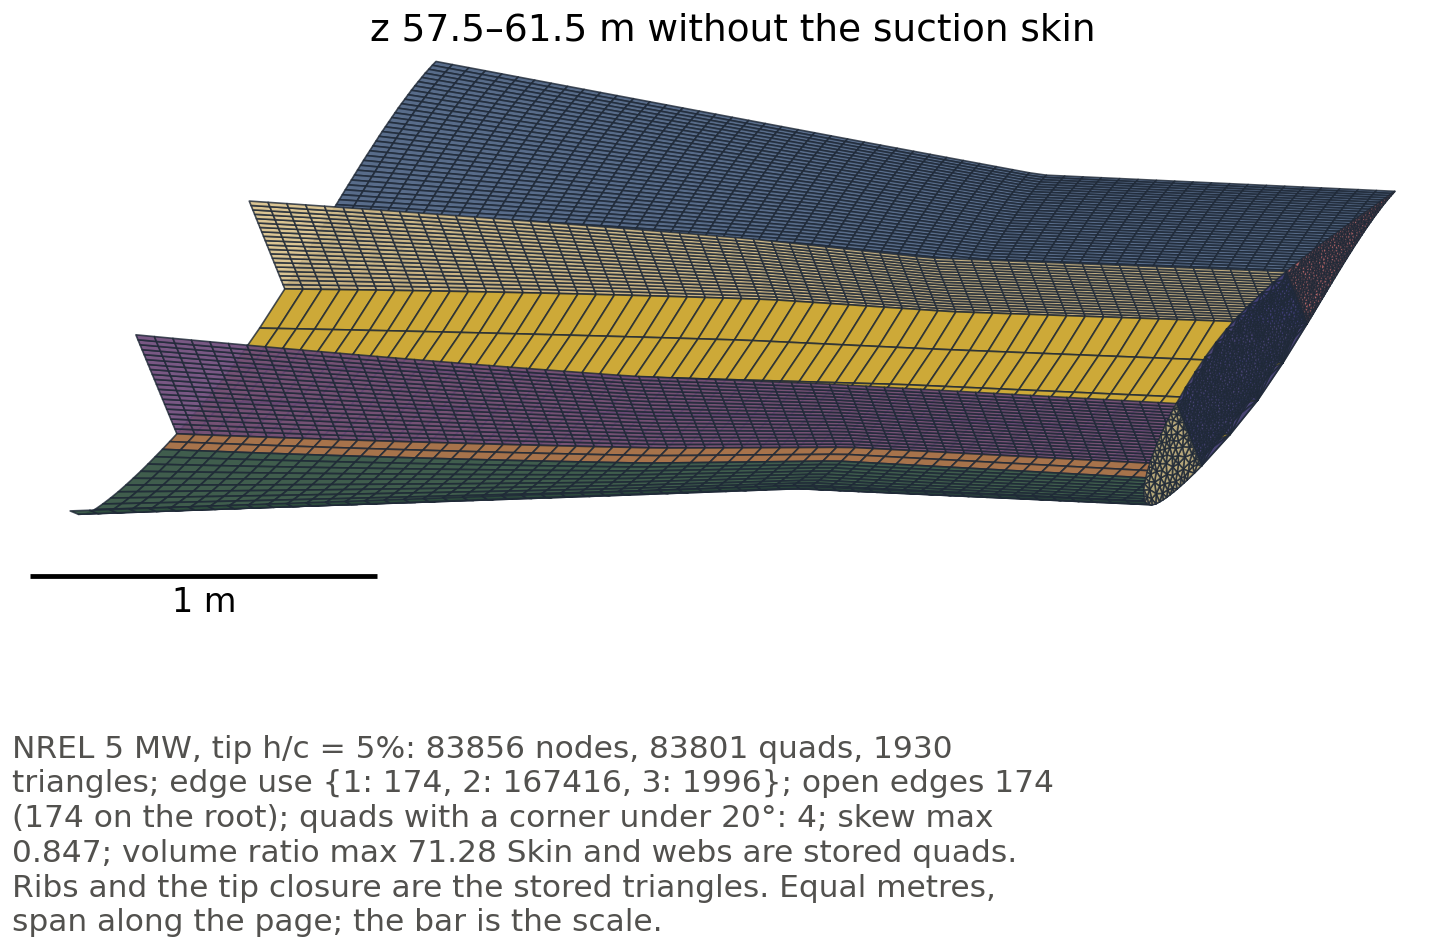 z 57.5–61.5 m without the suction skin
1 m
NREL 5 MW, tip h/c = 5%: 83856 nodes, 83801 quads, 1930
triangles; edge use {1: 174, 2: 167416, 3: 1996}; open edges 174
(174 on the root); quads with a corner under 20°: 4; skew max
0.847; volume ratio max 71.28 Skin and webs are stored quads.
Ribs and the tip closure are the stored triangles. Equal metres,
span along the page; the bar is the scale.